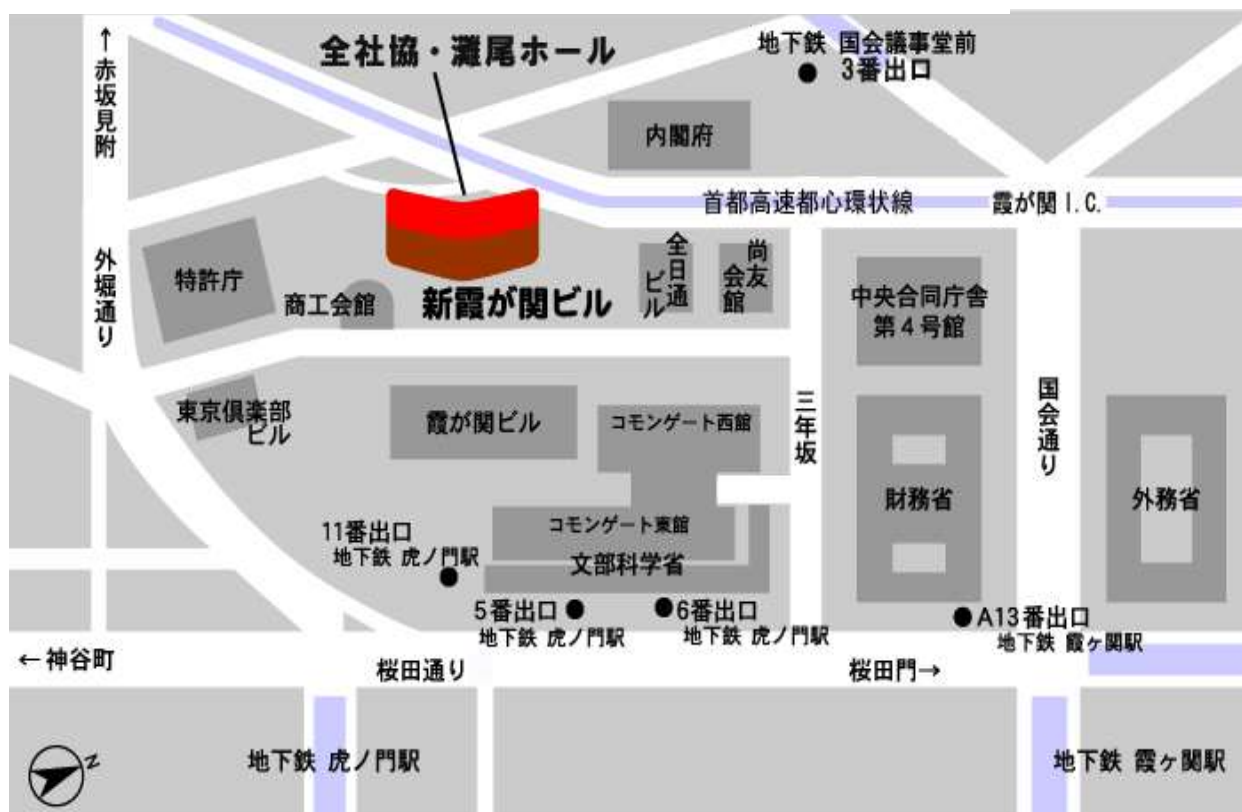 ↑赤坂見附
全社協・灘尾ホール
地下鉄 国会議事堂前
3番出口
内閣府
首都高速都心環状線
霞が関 I.C.
外堀通り
特許庁
商工会館
新霞が関ビル
全日通
ビル
尚友
会館
中央合同庁舎
第4号館
東京倶楽部
ビル
霞が関ビル
コモンゲート西館
三年坂
国会通り
財務省
外務省
11番出口
地下鉄 虎ノ門駅
コモンゲート東館
文部科学省
5番出口
地下鉄 虎ノ門駅
6番出口
地下鉄 虎ノ門駅
A13番出口
地下鉄 霞ヶ関駅
←神谷町
桜田通り
桜田門→
Z
地下鉄 虎ノ門駅
地下鉄 霞ヶ関駅